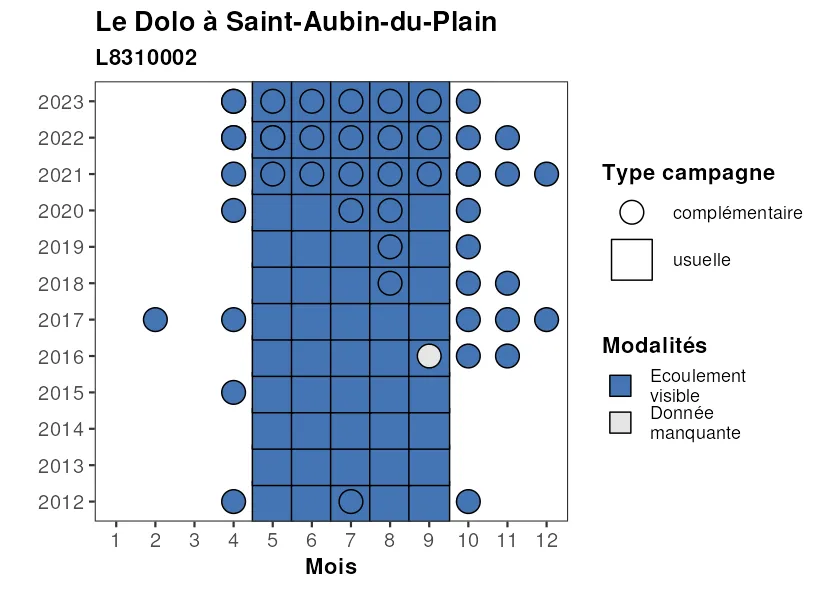 Le Dolo à Saint-Aubin-du-Plain
L8310002
2023
2022
2021
2020
2019
2018
2017
2016
2015
2014
2013
2012
1 2 3 4 5 6 7 8 9 10 11 12
Mois
Type campagne
complémentaire
usuelle
Modalités
Ecoulement
visible
Donnée
manquante